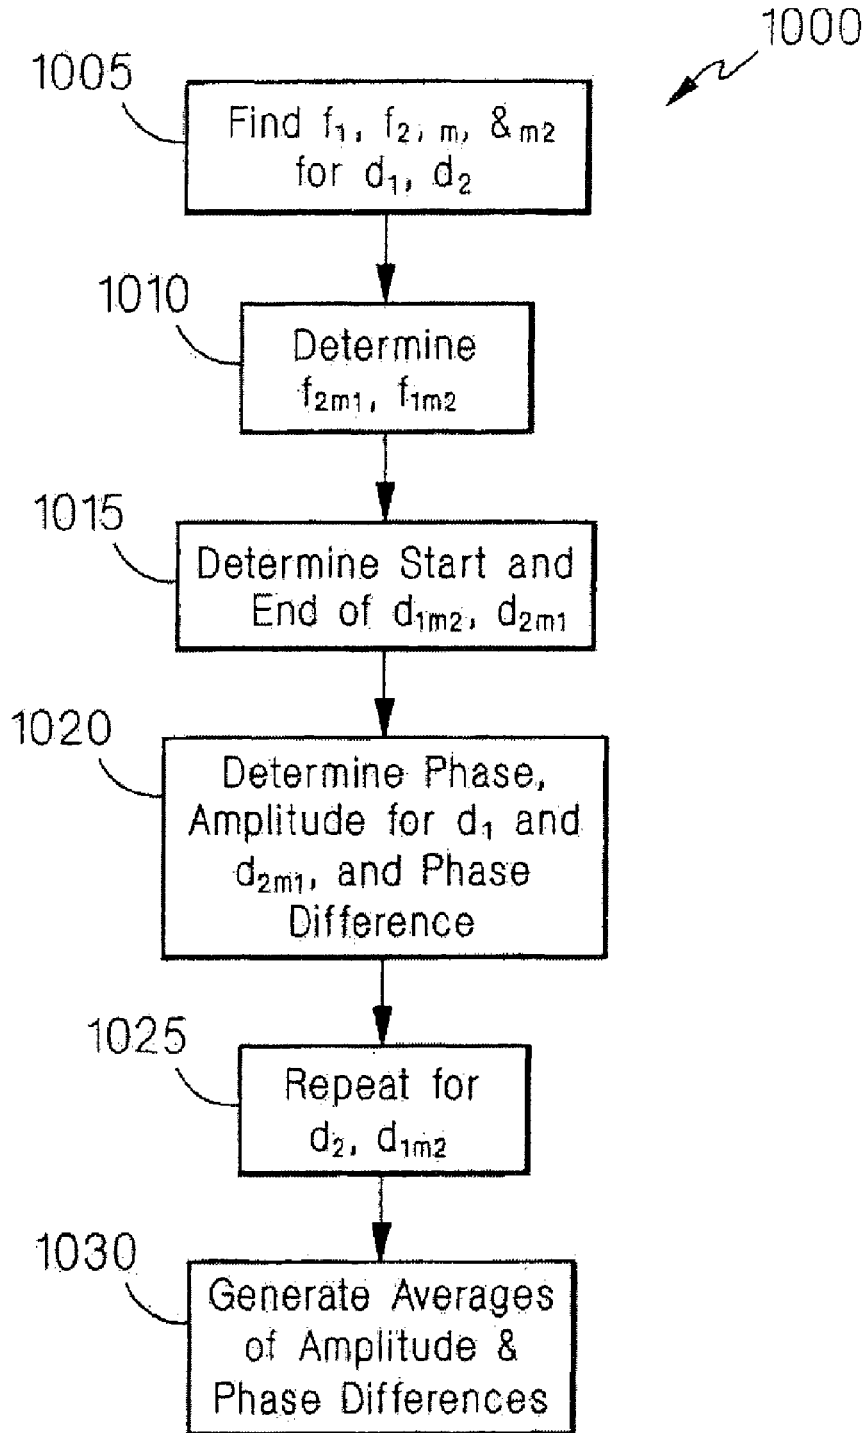 1000
1005
Find f₁, f₂, m, & m2
for d₁, d₂
1010
Determine
f₂ₘ₁, f₁ₘ₂
1015
Determine Start and
End of d₁ₘ₂, d₂ₘ₁
1020
Determine Phase,
Amplitude for d₁ and
d₂ₘ₁, and Phase
Difference
1025
Repeat for
d₂, d₁ₘ₂
1030
Generate Averages
of Amplitude &
Phase Differences